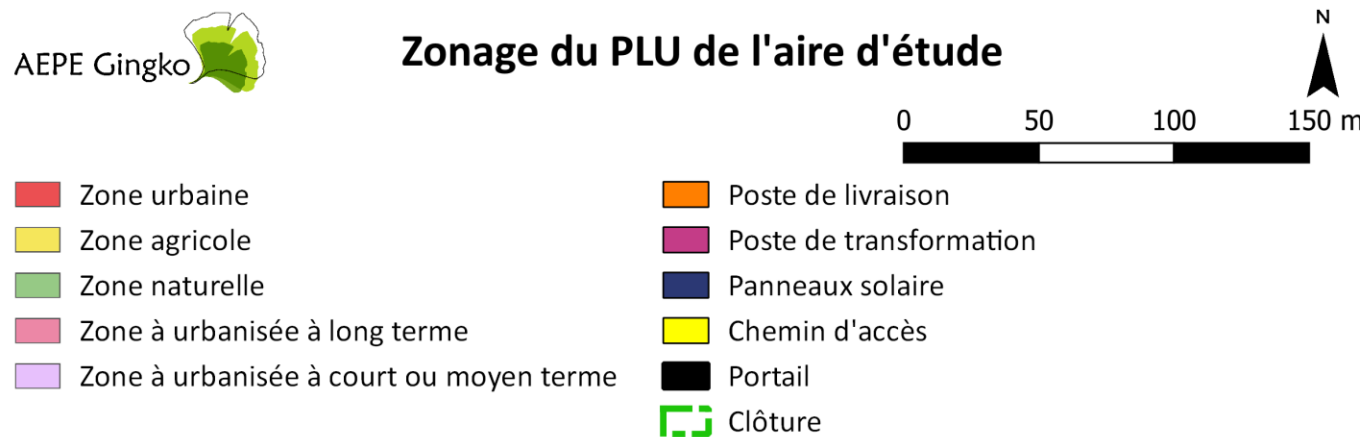 AEPE Gingko
Zonage du PLU de l'aire d'étude
N
0 50 100 150 m
Zone urbaine
Zone agricole
Zone naturelle
Zone à urbanisée à long terme
Zone à urbanisée à court ou moyen terme
Poste de livraison
Poste de transformation
Panneaux solaire
Chemin d'accès
Portail
Clôture